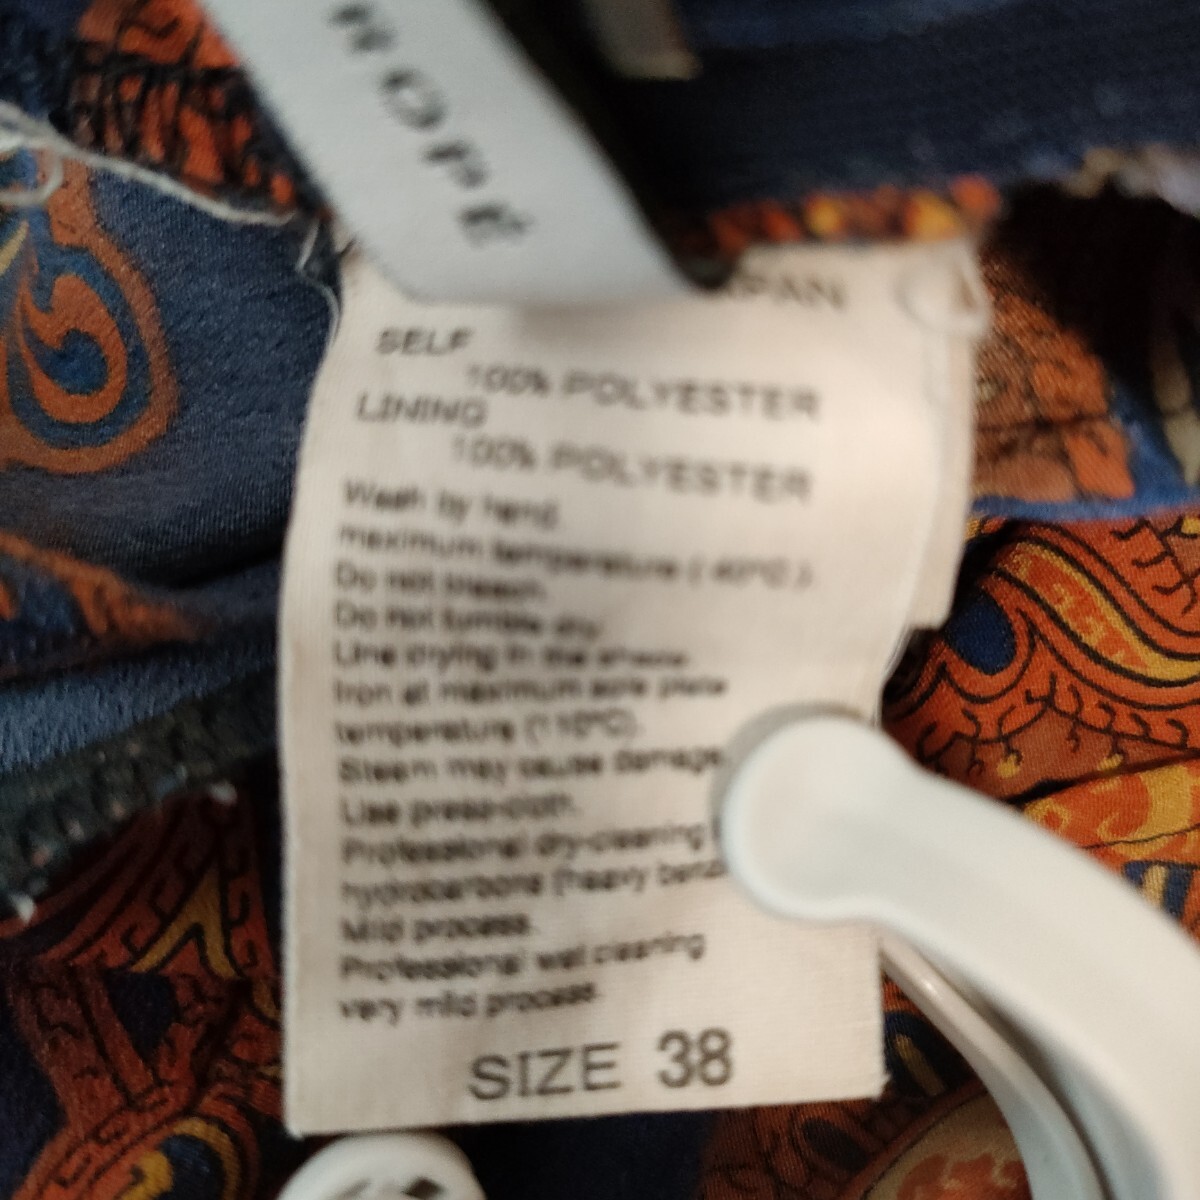 ROPÉ
SELF
100% POLYESTER
LINING
100% POLYESTER
Wash by hand.
maximum temperature ( 40°C ).
Do not bleach.
Do not tumble dry.
Line drying in the shade.
Iron at maximum sole plate
temperature (110°C).
Steam may cause damage.
Use press-cloth.
Professional dry-cleaning
hydrocarbons (heavy
Mild process.
Professional wet cleaning
very mild process.
SIZE 38